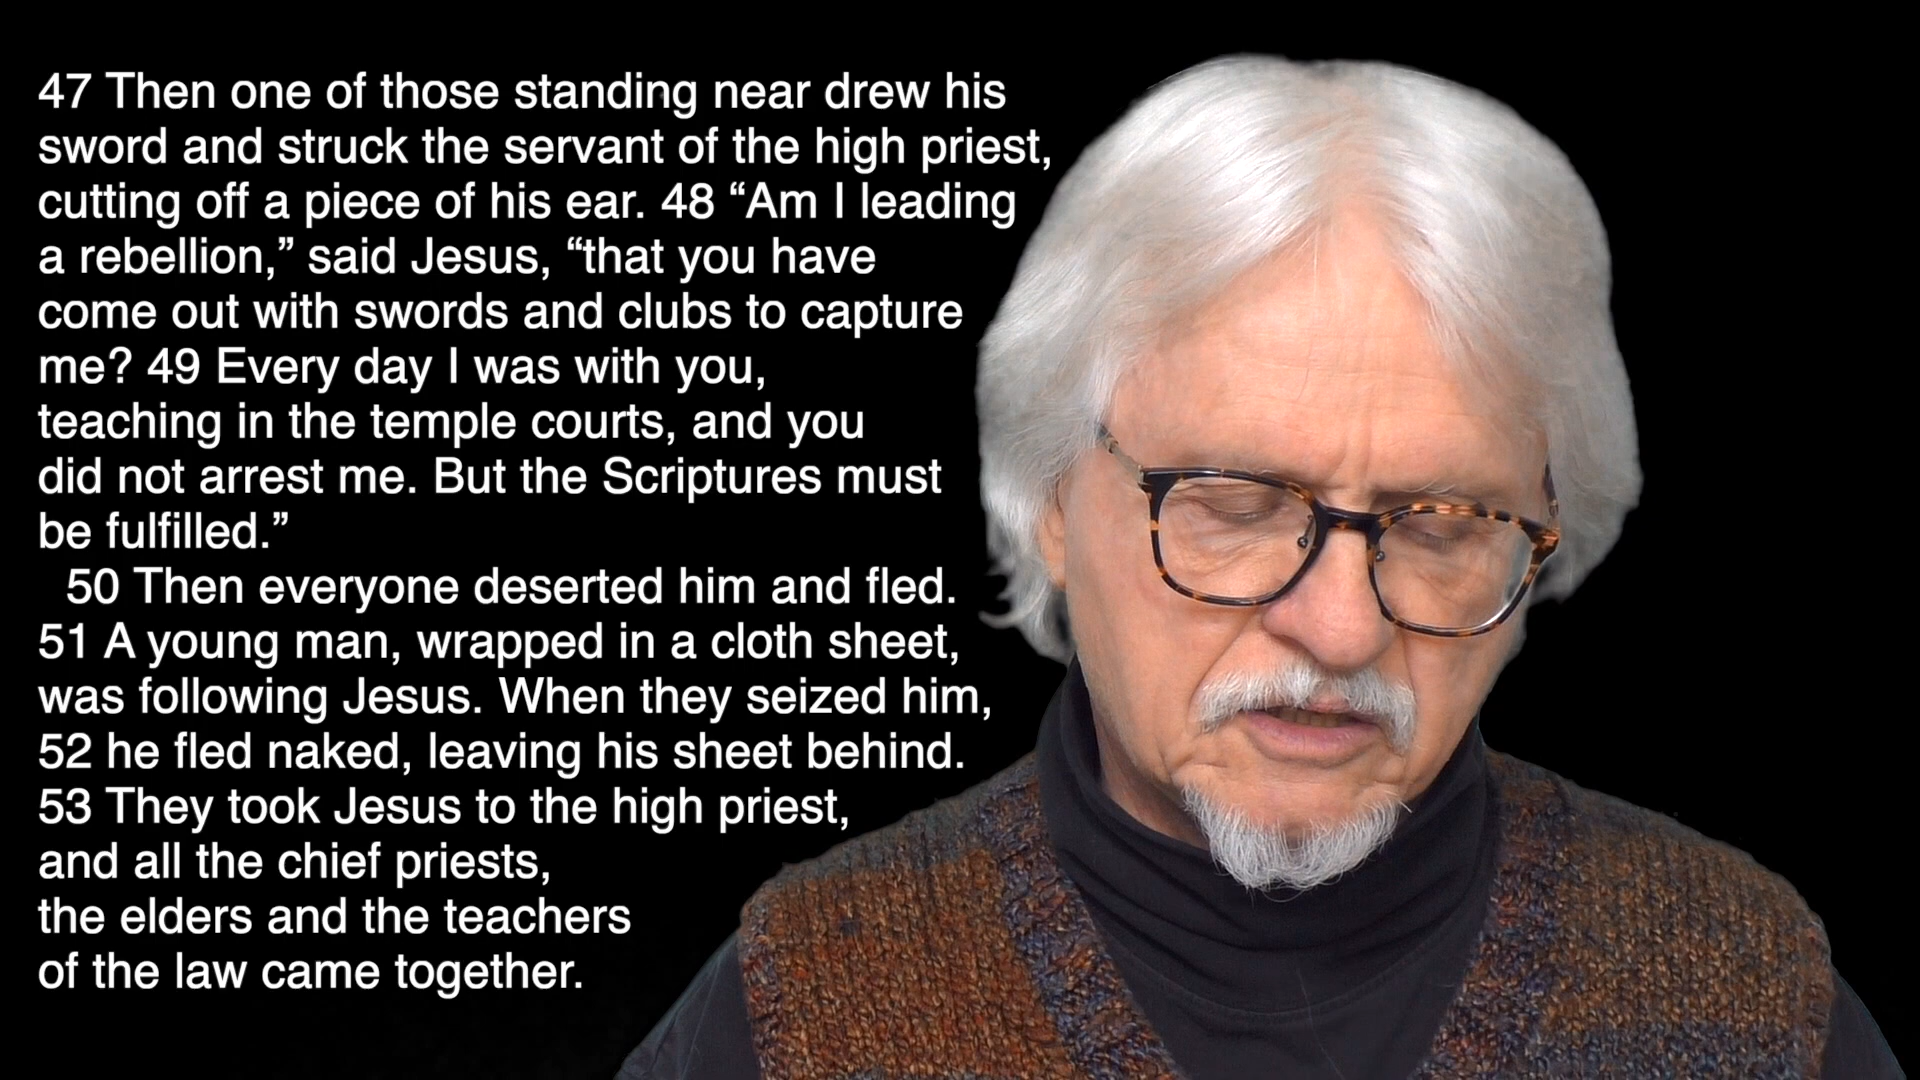 47 Then one of those standing near drew his
sword and struck the servant of the high priest,
cutting off a piece of his ear. 48 “Am I leading
a rebellion,” said Jesus, “that you have
come out with swords and clubs to capture
me? 49 Every day I was with you,
teaching in the temple courts, and you
did not arrest me. But the Scriptures must
be fulfilled.”
50 Then everyone deserted him and fled.
51 A young man, wrapped in a cloth sheet,
was following Jesus. When they seized him,
52 he fled naked, leaving his sheet behind.
53 They took Jesus to the high priest,
and all the chief priests,
the elders and the teachers
of the law came together.